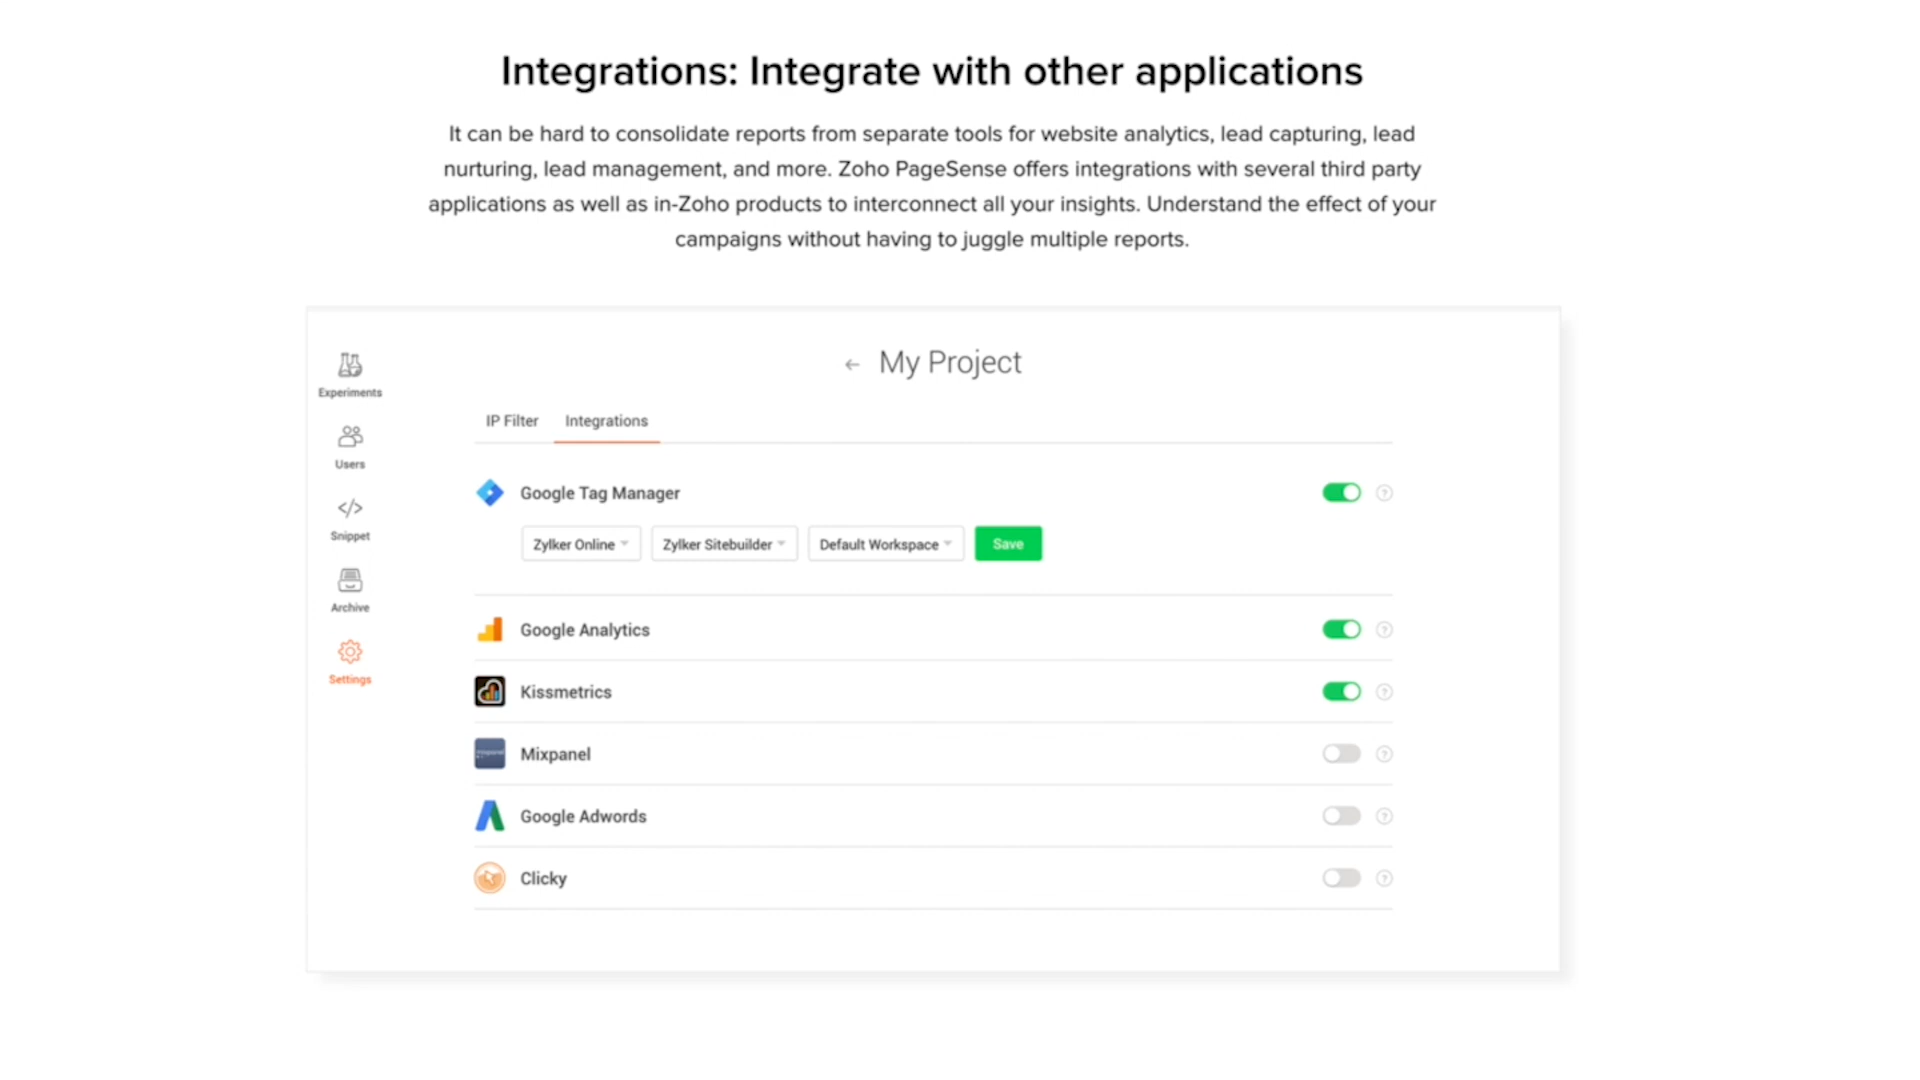 Integrations: Integrate with other applications
It can be hard to consolidate reports from separate tools for website analytics, lead capturing, lead
nurturing, lead management, and more. Zoho PageSense offers integrations with several third party
applications as well as in-Zoho products to interconnect all your insights. Understand the effect of your
campaigns without having to juggle multiple reports.
← My Project
Experiments
Users
</>
Snippet
Archive
Settings
IP Filter Integrations
Google Tag Manager ?
Zylker Online Zylker Sitebuilder Default Workspace Save
Google Analytics ?
Kissmetrics ?
Mixpanel ?
Google Adwords ?
Clicky ?